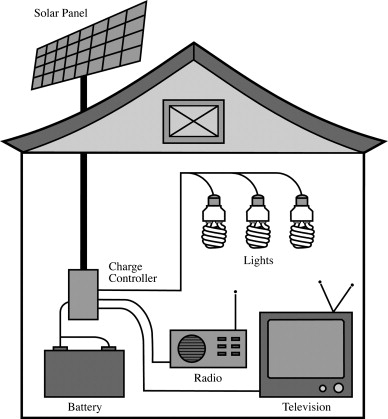 Solar Panel
Lights
Charge
Controller
Radio
Battery
Television